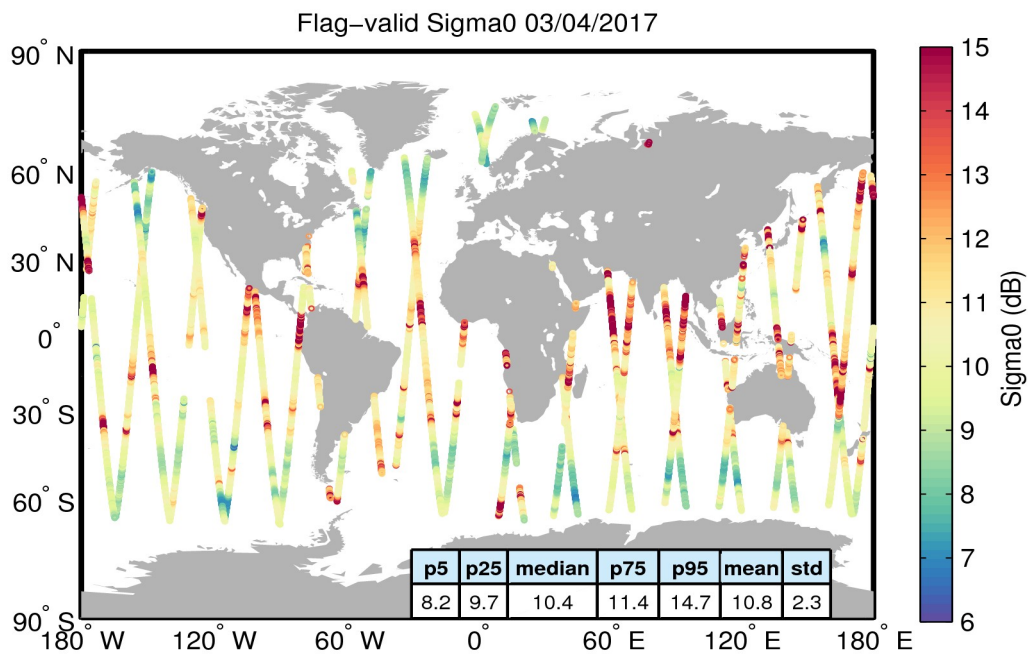 Flag−valid Sigma0 03/04/2017
90° N
60° N
30° N
0°
30° S
60° S
90° S
180° W
120° W
60° W
0°
60° E
120° E
180° E
p5 p25 median p75 p95 mean std
8.2 9.7 10.4 11.4 14.7 10.8 2.3
15
14
13
12
11
10
9
8
7
6
Sigma0 (dB)